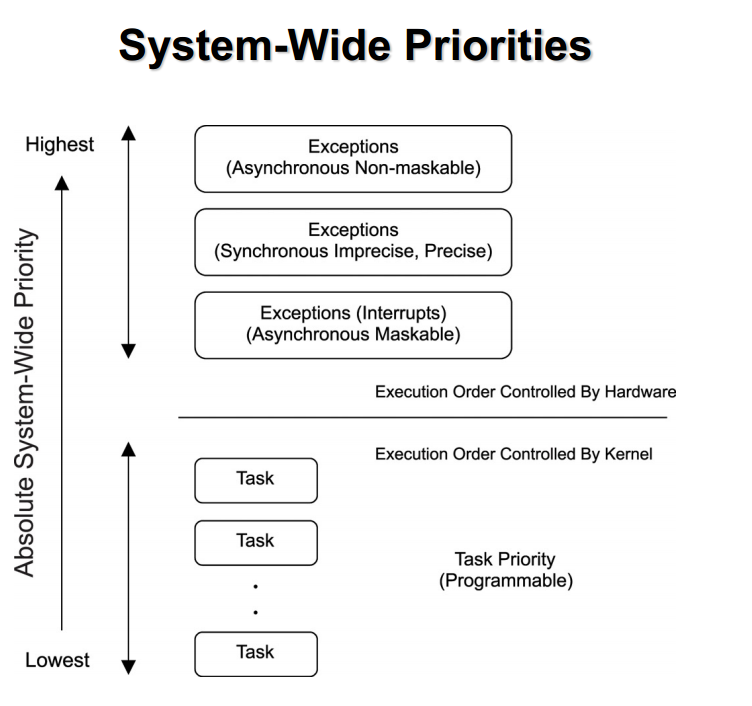 System-Wide Priorities
Highest
Absolute System-Wide Priority
Lowest
Exceptions
(Asynchronous Non-maskable)
Exceptions
(Synchronous Imprecise, Precise)
Exceptions (Interrupts)
(Asynchronous Maskable)
Execution Order Controlled By Hardware
Execution Order Controlled By Kernel
Task
Task
Task
Task Priority
(Programmable)